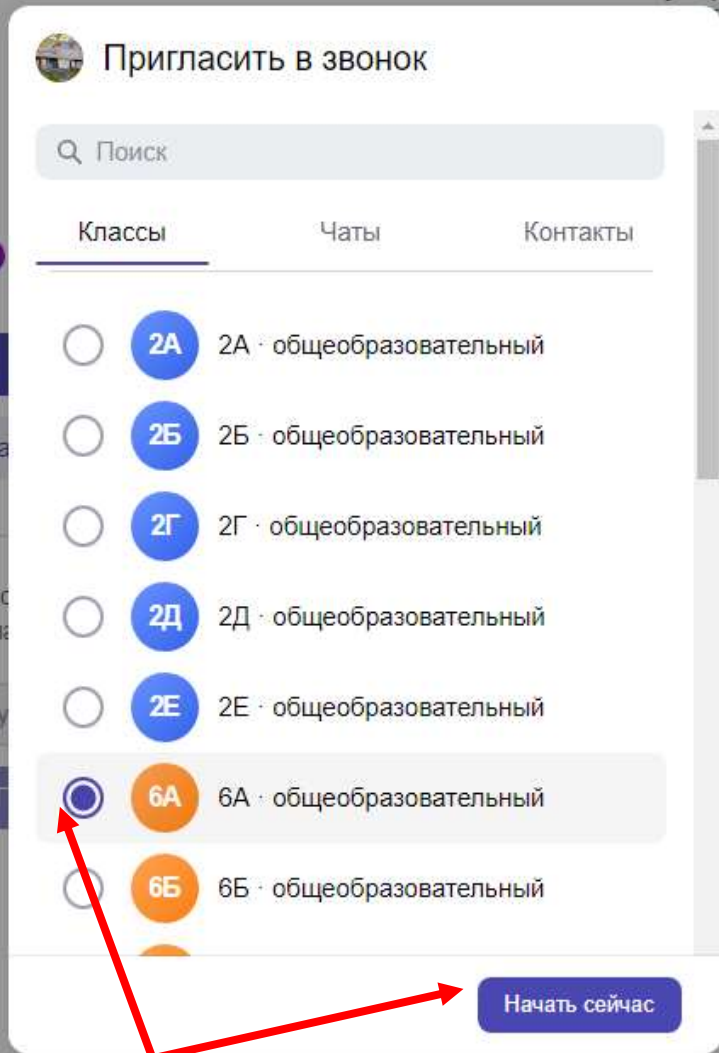 Пригласить в звонок
Поиск
Классы Чаты Контакты
2А 2А · общеобразовательный
2Б 2Б · общеобразовательный
2Г 2Г · общеобразовательный
2Д 2Д · общеобразовательный
2Е 2Е · общеобразовательный
6А 6А · общеобразовательный
6Б 6Б · общеобразовательный
Начать сейчас